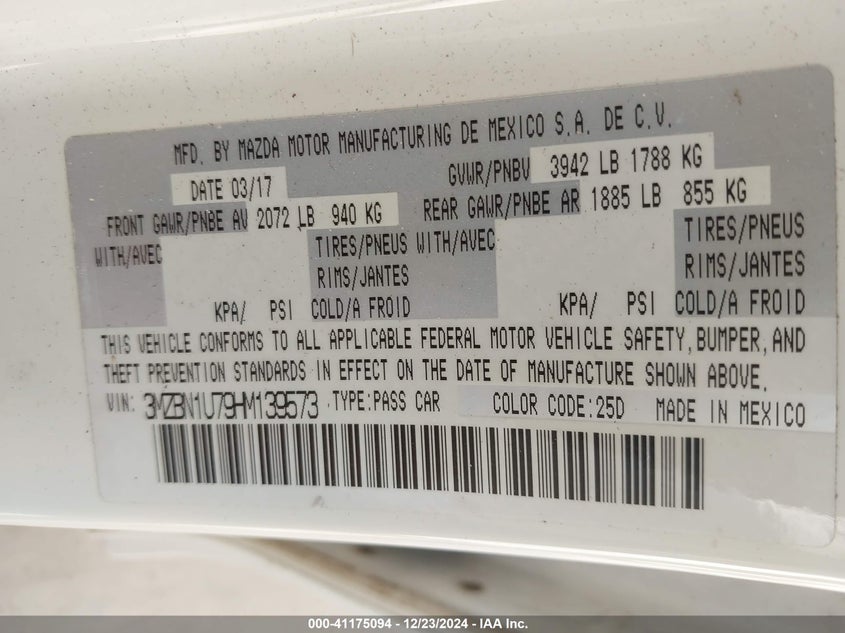 MFD. BY MAZDA MOTOR MANUFACTURING DE MEXICO S.A. DE C.V.
DATE 03/17 GVWR/PNBV 3942 LB 1788 KG
FRONT GAWR/PNBE AV 2072 LB 940 KG REAR GAWR/PNBE AR 1885 LB 855 KG
WITH/AVEC TIRES/PNEUS WITH/AVEC TIRES/PNEUS
RIMS/JANTES RIMS/JANTES
KPA/ PSI COLD/A FROID KPA/ PSI COLD/A FROID
THIS VEHICLE CONFORMS TO ALL APPLICABLE FEDERAL MOTOR VEHICLE SAFETY, BUMPER, AND
THEFT PREVENTION STANDARDS IN EFFECT ON THE DATE OF MANUFACTURE SHOWN ABOVE.
VIN: 3MZBN1U79HM139573 TYPE:PASS CAR COLOR CODE:25D MADE IN MEXICO
000-41175094 - 12/23/2024 - IAA Inc.